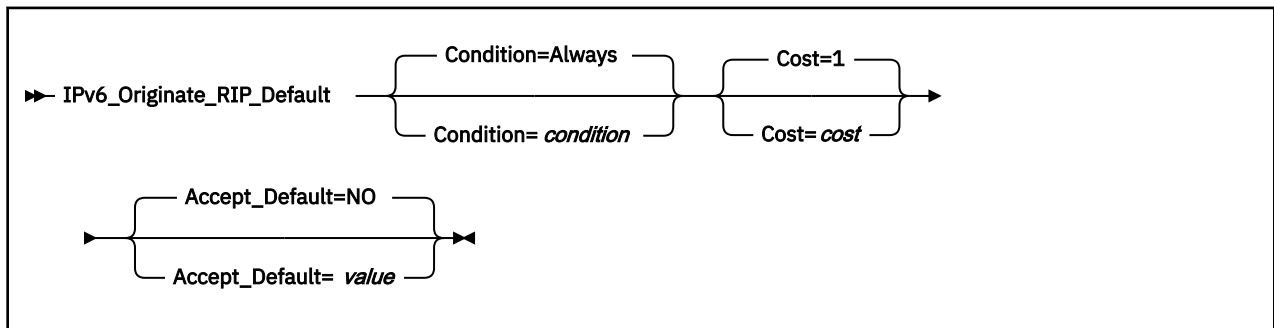 Condition=Always
Cost=1
IPv6_Originate_RIP_Default
Condition= condition
Cost= cost
Accept_Default=NO
Accept_Default= value